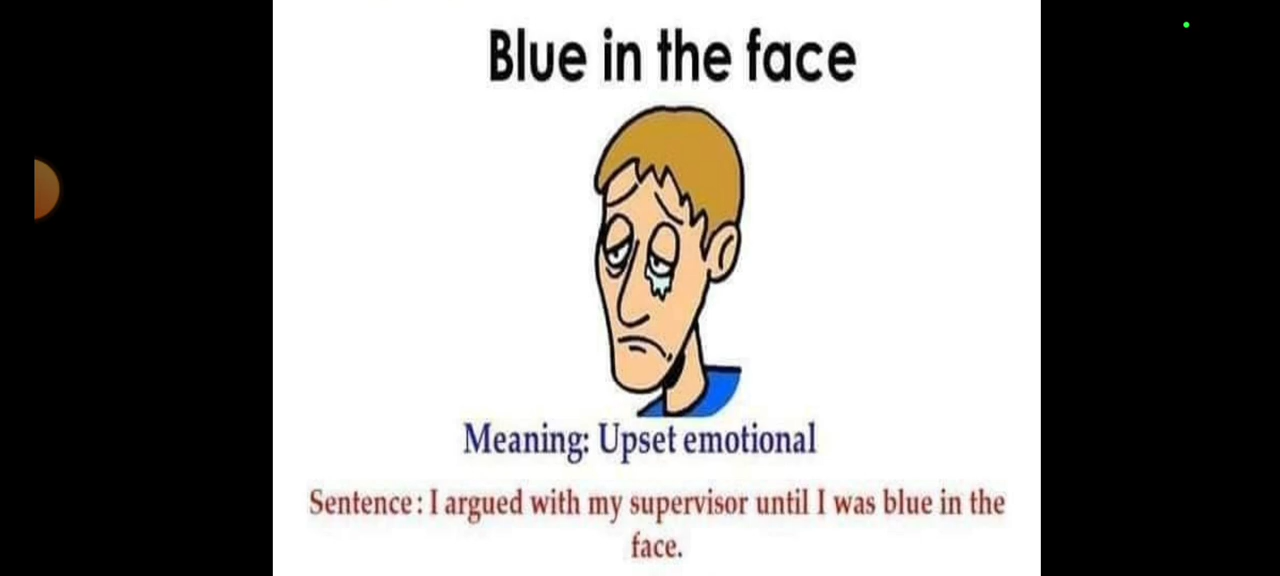 Blue in the face
Meaning: Upset emotional
Sentence: I argued with my supervisor until I was blue in the
face.